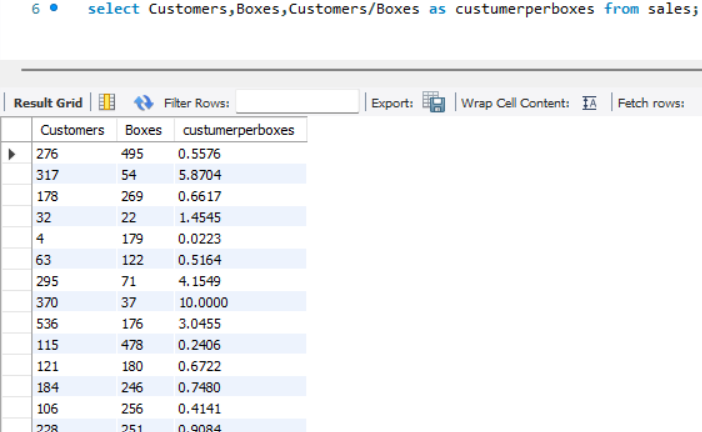 6 select Customers,Boxes,Customers/Boxes as custumerperboxes from sales;
Result Grid Filter Rows: Export: Wrap Cell Content: IA Fetch rows:
Customers Boxes custumerperboxes
276 495 0.5576
317 54 5.8704
178 269 0.6617
32 22 1.4545
4 179 0.0223
63 122 0.5164
295 71 4.1549
370 37 10.0000
536 176 3.0455
115 478 0.2406
121 180 0.6722
184 246 0.7480
106 256 0.4141
228 251 0.9084